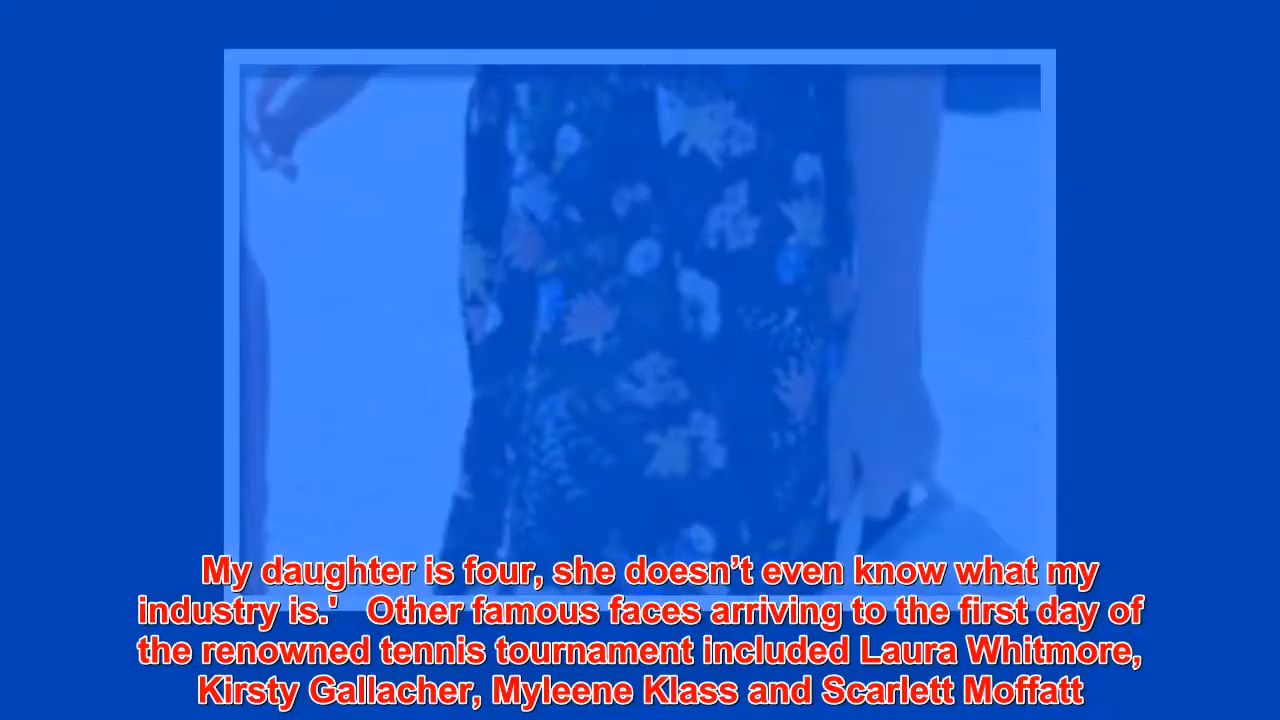 My daughter is four, she doesn’t even know what my
industry is.'   Other famous faces arriving to the first day of
the renowned tennis tournament included Laura Whitmore,
Kirsty Gallacher, Myleene Klass and Scarlett Moffatt